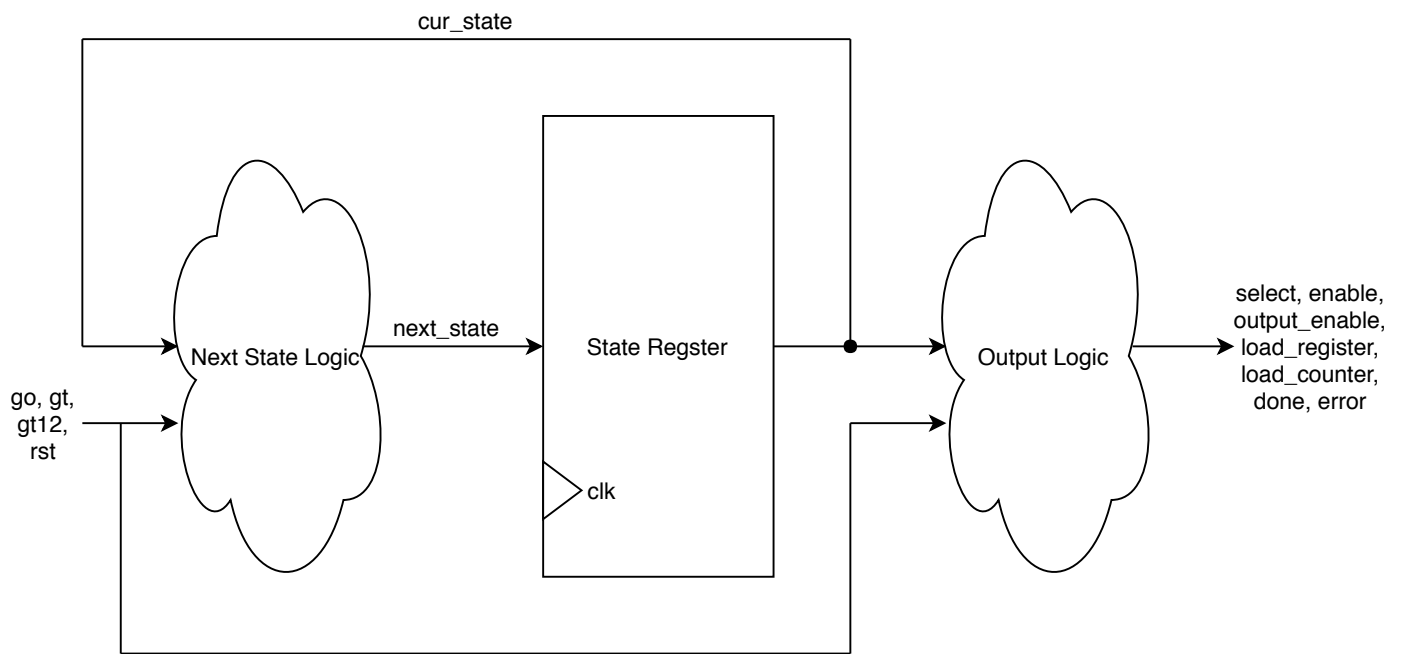 cur_state
Next State Logic
next_state
State Regster
Output Logic
select, enable,
output_enable,
load_register,
load_counter,
done, error
go, gt,
gt12,
rst
clk